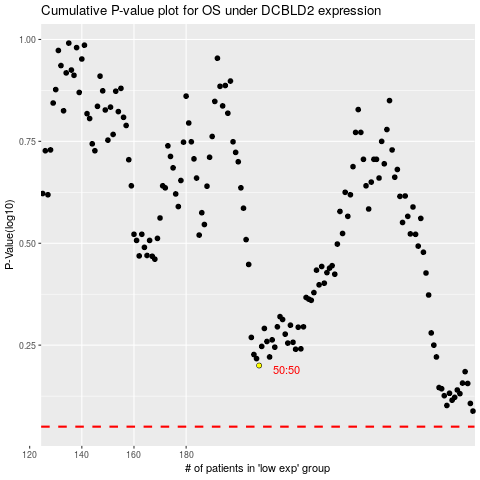 Cumulative P-value plot for OS under DCBLD2 expression
1.00
0.75
0.50
0.25
P-Value(log10)
50:50
120 140 160 180
# of patients in 'low exp' group